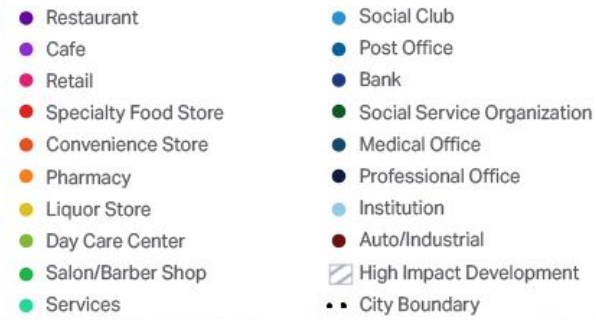 Restaurant
Cafe
Retail
Specialty Food Store
Convenience Store
Pharmacy
Liquor Store
Day Care Center
Salon/Barber Shop
Services
Social Club
Post Office
Bank
Social Service Organization
Medical Office
Professional Office
Institution
Auto/Industrial
High Impact Development
City Boundary